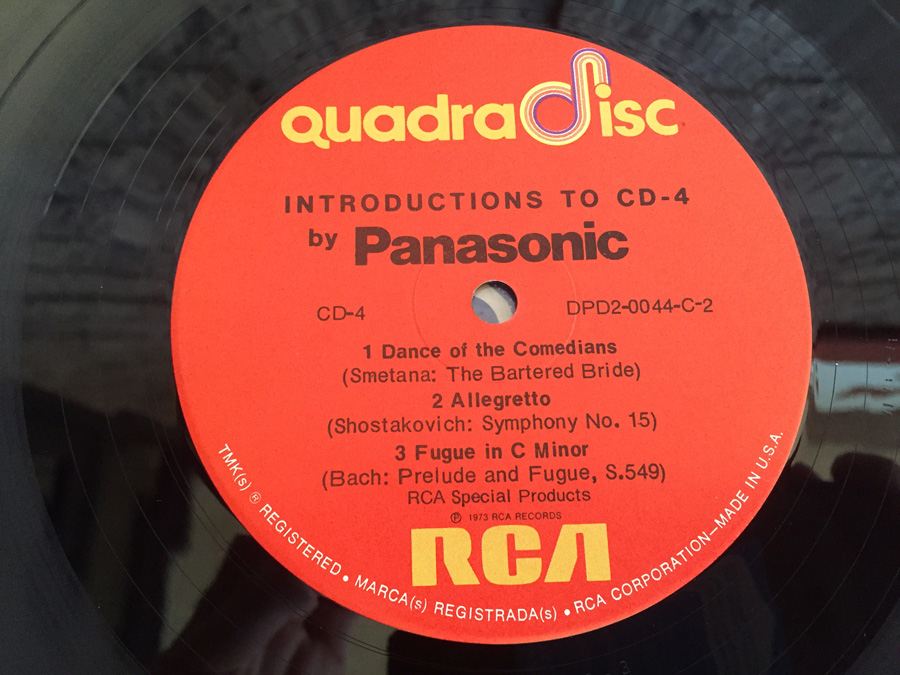 quadradisc
INTRODUCTIONS TO CD-4
by Panasonic
CD-4 DPD2-0044-C-2
1 Dance of the Comedians
(Smetana: The Bartered Bride)
2 Allegretto
(Shostakovich: Symphony No. 15)
3 Fugue in C Minor
(Bach: Prelude and Fugue, S.549)
RCA Special Products
℗ 1973 RCA RECORDS
RCA
TMK(s) ® REGISTERED • MARCA(s) REGISTRADA(s) • RCA CORPORATION—MADE IN U.S.A.